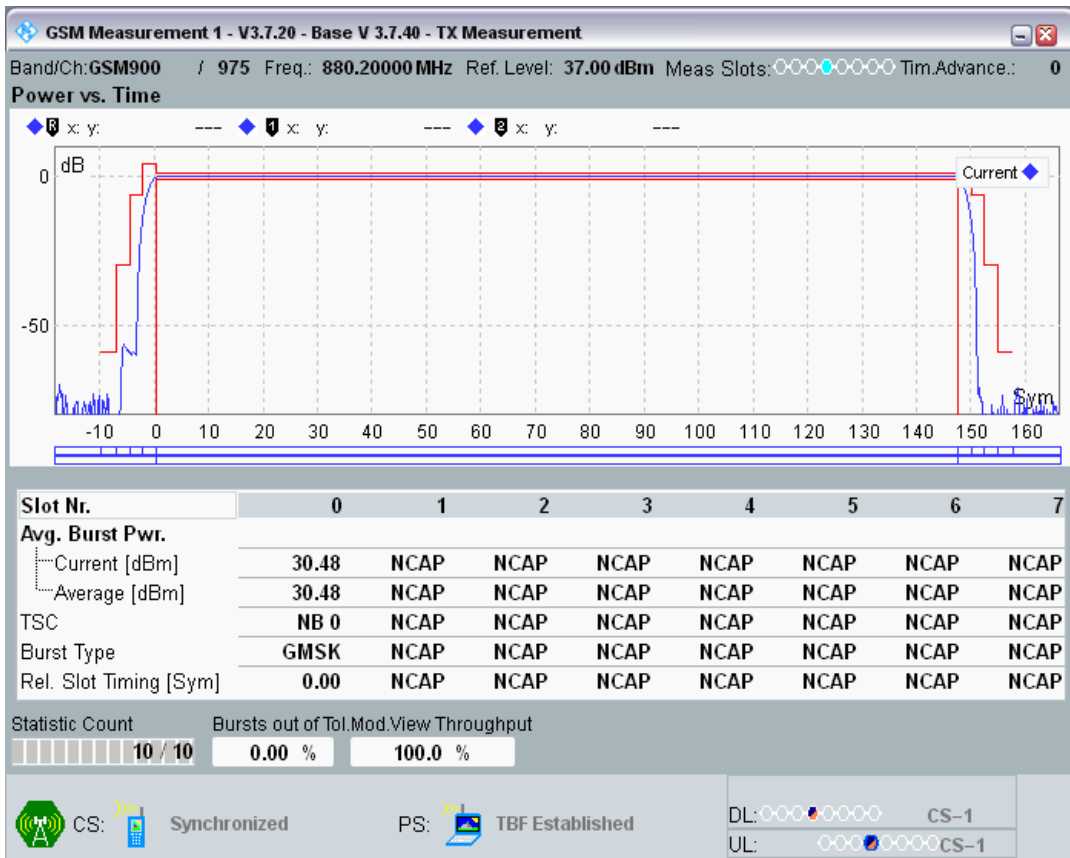 GSM Measurement 1 - V3.7.20 - Base V 3.7.40 - TX Measurement
Band/Ch:GSM900 / 975 Freq.: 880.20000 MHz Ref. Level: 37.00 dBm Meas Slots: Tim.Advance.: 0
Power vs. Time
R x: y: --- 1 x: y: --- 2 x: y: ---
dB
Current
0
-50
Sym
-10 0 10 20 30 40 50 60 70 80 90 100 110 120 130 140 150 160
Slot Nr. 0 1 2 3 4 5 6 7
Avg. Burst Pwr.
Current [dBm] 30.48 NCAP NCAP NCAP NCAP NCAP NCAP NCAP
Average [dBm] 30.48 NCAP NCAP NCAP NCAP NCAP NCAP NCAP
TSC NB 0 NCAP NCAP NCAP NCAP NCAP NCAP NCAP
Burst Type GMSK NCAP NCAP NCAP NCAP NCAP NCAP NCAP
Rel. Slot Timing [Sym] 0.00 NCAP NCAP NCAP NCAP NCAP NCAP NCAP
Statistic Count Bursts out of Tol.Mod.View Throughput
10 / 10 0.00 % 100.0 %
CS: Synchronized PS: TBF Established
DL: CS-1
UL: CS-1